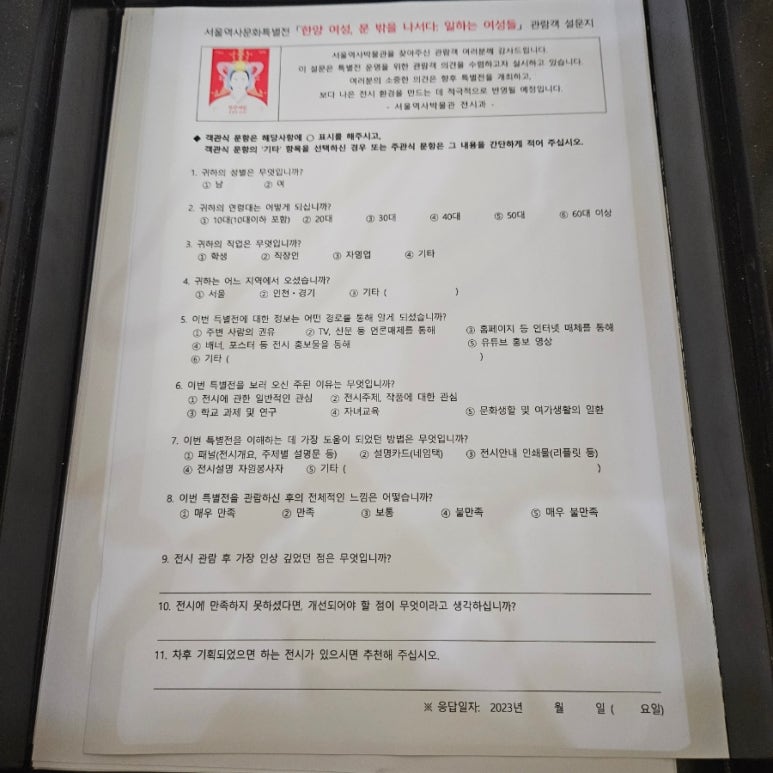 서울역사문화특별전 「한양 여성, 문 밖을 나서다: 일하는 여성들」 관람객 설문지
서울역사박물관을 찾아주신 관람객 여러분께 감사드립니다.
이 설문은 특별전 운영을 위한 관람객 의견을 수렴하고자 실시하고 있습니다.
여러분의 소중한 의견은 향후 특별전을 개최하고,
보다 나은 전시 환경을 만드는 데 적극적으로 반영될 예정입니다.
- 서울역사박물관 전시과 -
◆ 객관식 문항은 해당사항에 ○ 표시를 해주시고,
객관식 문항의 '기타' 항목을 선택하신 경우 또는 주관식 문항은 그 내용을 간단하게 적어 주십시오.
1. 귀하의 성별은 무엇입니까?
① 남 ② 여
2. 귀하의 연령대는 어떻게 되십니까?
① 10대(10대이하 포함) ② 20대 ③ 30대 ④ 40대 ⑤ 50대 ⑥ 60대 이상
3. 귀하의 직업은 무엇입니까?
① 학생 ② 직장인 ③ 자영업 ④ 기타
4. 귀하는 어느 지역에서 오셨습니까?
① 서울 ② 인천・경기 ③ 기타 ( )
5. 이번 특별전에 대한 정보는 어떤 경로를 통해 알게 되셨습니까?
① 주변 사람의 권유 ② TV, 신문 등 언론매체를 통해 ③ 홈페이지 등 인터넷 매체를 통해
④ 배너, 포스터 등 전시 홍보물을 통해 ⑤ 유튜브 홍보 영상
⑥ 기타 ( )
6. 이번 특별전을 보러 오신 주된 이유는 무엇입니까?
① 전시에 관한 일반적인 관심 ② 전시주제, 작품에 대한 관심
③ 학교 과제 및 연구 ④ 자녀교육 ⑤ 문화생활 및 여가생활의 일환
7. 이번 특별전을 이해하는 데 가장 도움이 되었던 방법은 무엇입니까?
① 패널(전시개요, 주제별 설명문 등) ② 설명카드(네임택) ③ 전시안내 인쇄물(리플릿 등)
④ 전시설명 자원봉사자 ⑤ 기타 ( )
8. 이번 특별전을 관람하신 후의 전체적인 느낌은 어떻습니까?
① 매우 만족 ② 만족 ③ 보통 ④ 불만족 ⑤ 매우 불만족
9. 전시 관람 후 가장 인상 깊었던 점은 무엇입니까?
10. 전시에 만족하지 못하셨다면, 개선되어야 할 점이 무엇이라고 생각하십니까?
11. 차후 기획되었으면 하는 전시가 있으시면 추천해 주십시오.
※ 응답일자: 2023년 월 일 ( 요일)